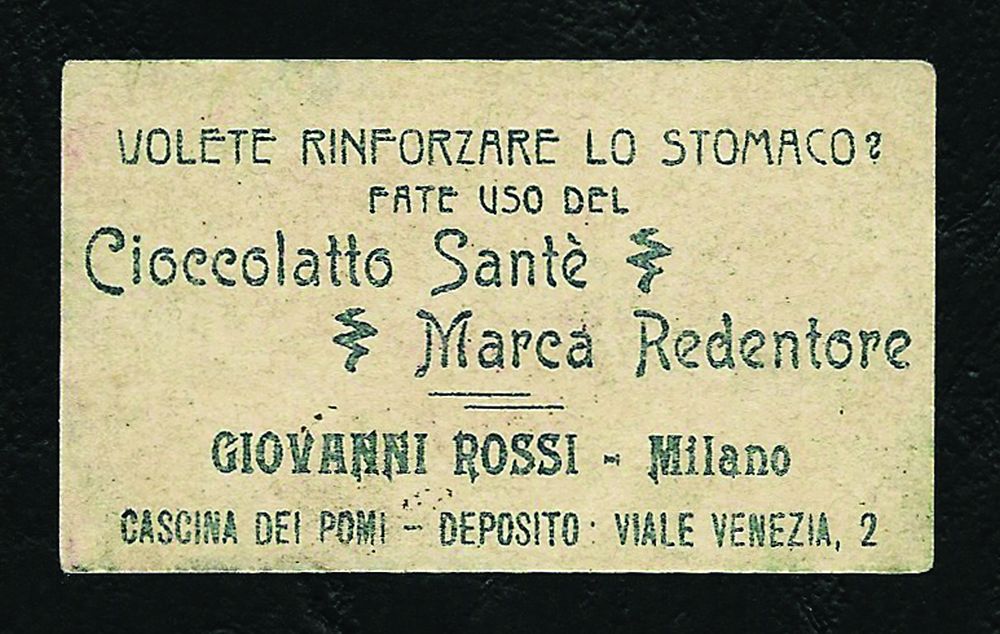 VOLETE RINFORZARE LO STOMACO?
FATE USO DEL
Cioccolatto Santè
Marca Redentore
GIOVANNI ROSSI - Milano
CASCINA DEI POMI - DEPOSITO: VIALE VENEZIA, 2